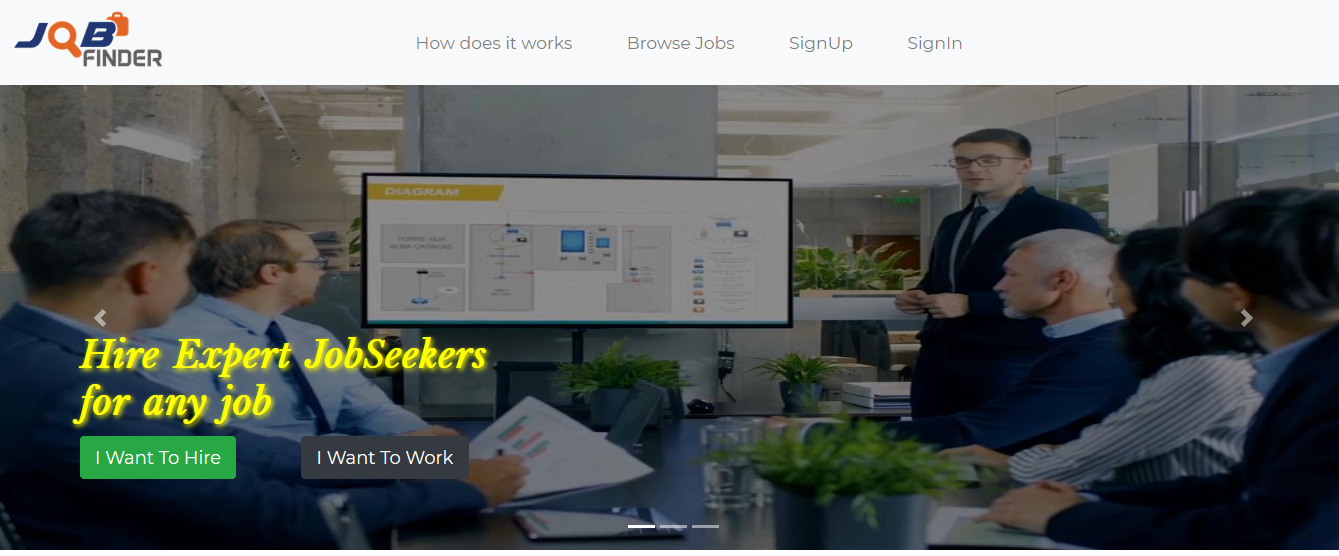 JOB
FINDER
How does it works
Browse Jobs
SignUp
SignIn
DIAGRAM
Hire Expert JobSeekers
for any job
I Want To Hire
I Want To Work